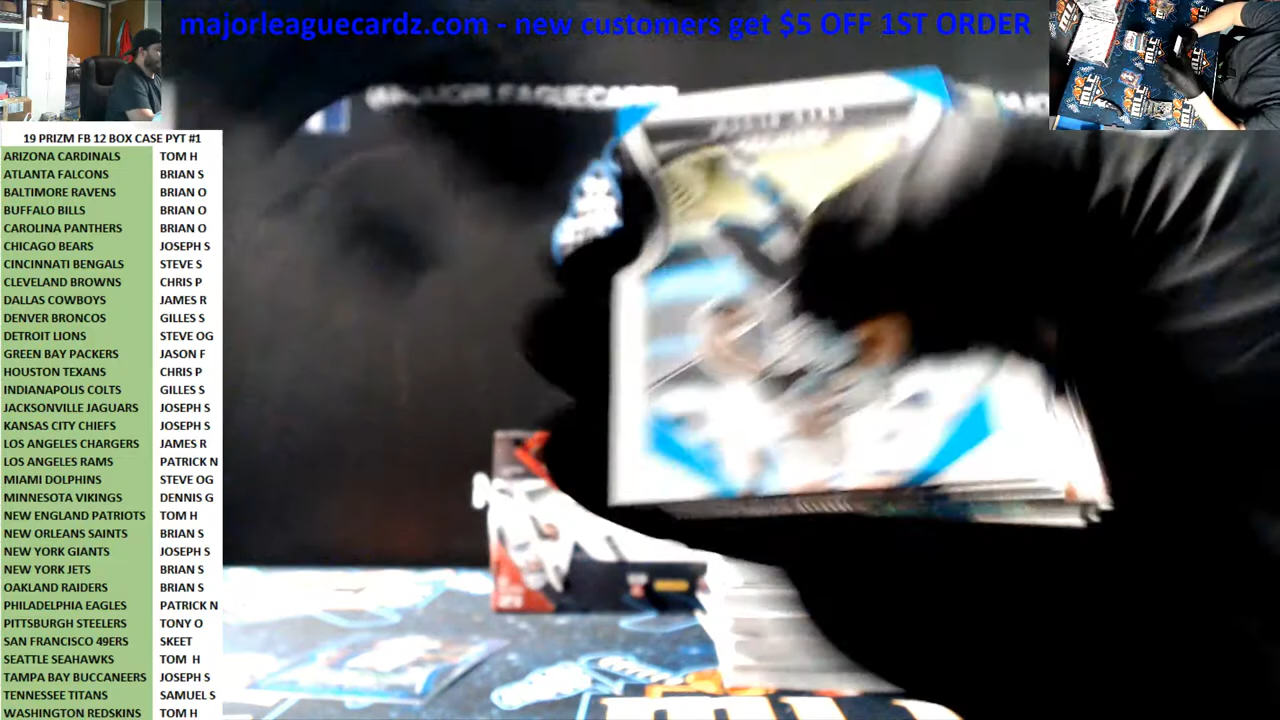 majorleaguecardz.com - new customers get $5 OFF 1ST ORDER
19 PRIZM FB 12 BOX CASE PYT #1
ARIZONA CARDINALS TOM H
ATLANTA FALCONS BRIAN S
BALTIMORE RAVENS BRIAN O
BUFFALO BILLS BRIAN O
CAROLINA PANTHERS BRIAN O
CHICAGO BEARS JOSEPH S
CINCINNATI BENGALS STEVE S
CLEVELAND BROWNS CHRIS P
DALLAS COWBOYS JAMES R
DENVER BRONCOS GILLES S
DETROIT LIONS STEVE OG
GREEN BAY PACKERS JASON F
HOUSTON TEXANS CHRIS P
INDIANAPOLIS COLTS GILLES S
JACKSONVILLE JAGUARS JOSEPH S
KANSAS CITY CHIEFS JOSEPH S
LOS ANGELES CHARGERS JAMES R
LOS ANGELES RAMS PATRICK N
MIAMI DOLPHINS STEVE OG
MINNESOTA VIKINGS DENNIS G
NEW ENGLAND PATRIOTS TOM H
NEW ORLEANS SAINTS BRIAN S
NEW YORK GIANTS JOSEPH S
NEW YORK JETS BRIAN S
OAKLAND RAIDERS BRIAN S
PHILADELPHIA EAGLES PATRICK N
PITTSBURGH STEELERS TONY O
SAN FRANCISCO 49ERS SKEET
SEATTLE SEAHAWKS TOM H
TAMPA BAY BUCCANEERS JOSEPH S
TENNESSEE TITANS SAMUEL S
WASHINGTON REDSKINS TOM H